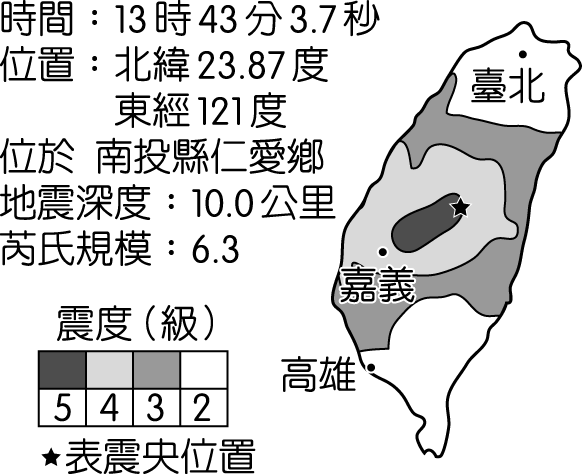 時間：13時43分3.7秒
位置：北緯23.87度
東經121度
位於 南投縣仁愛鄉
地震深度：10.0公里
芮氏規模：6.3
震度（級）
5 4 3 2
★表震央位置
臺北
嘉義
高雄